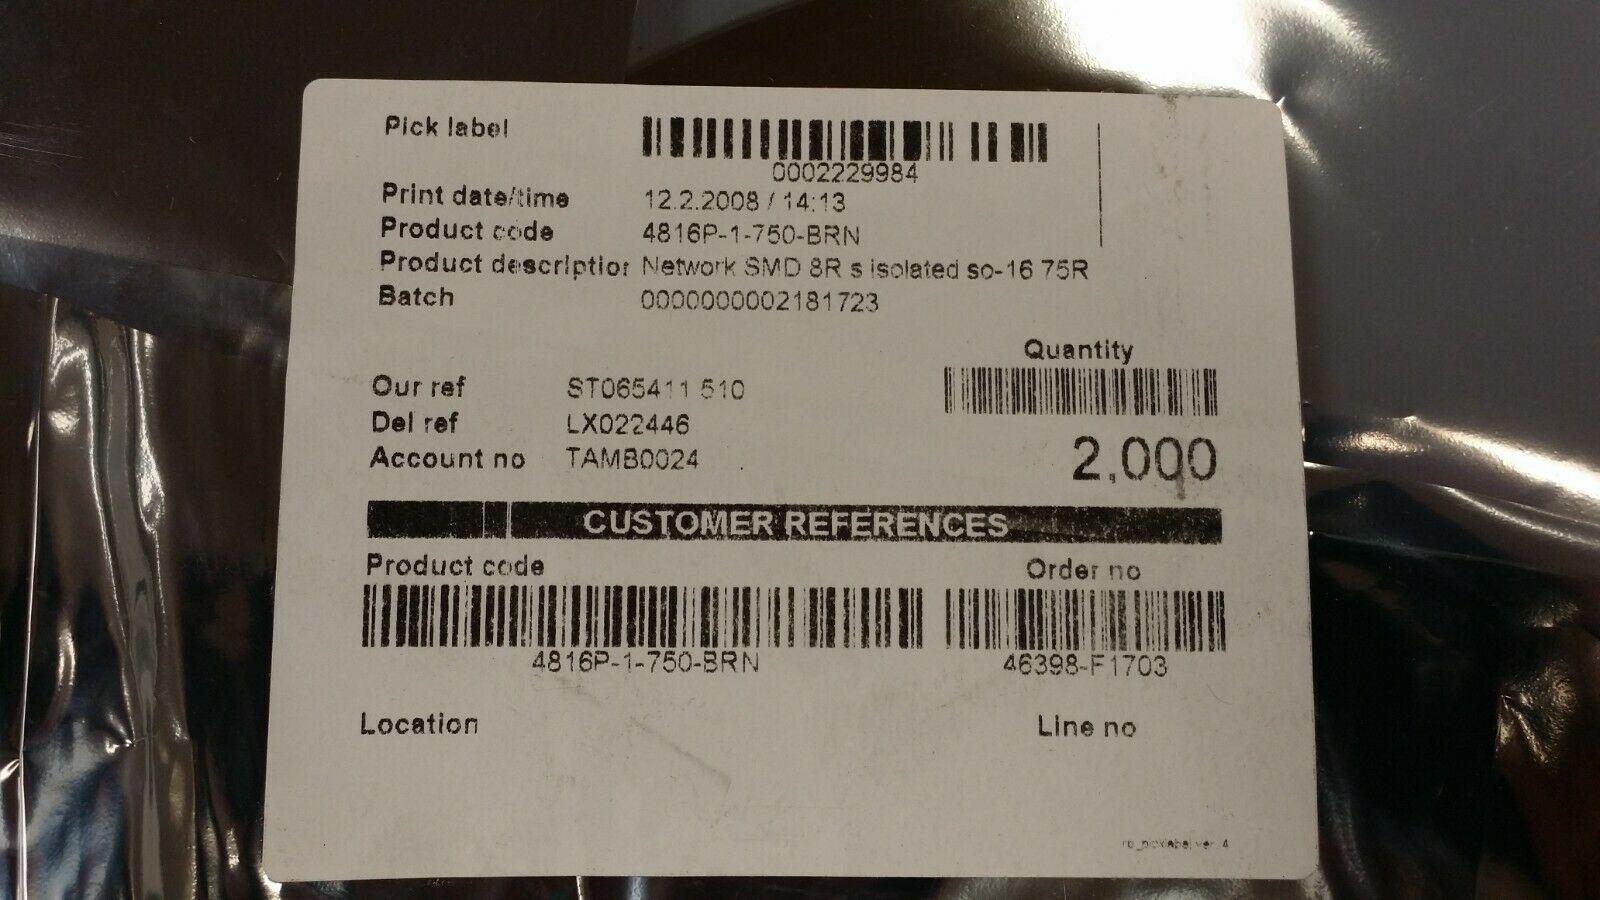 Pick label
0002229984
Print date/time 12.2.2008 / 14:13
Product code 4816P-1-750-BRN
Product description Network SMD 8R s isolated so-16 75R
Batch 0000000002181723
Quantity
Our ref ST065411 510
Del ref LX022446
Account no TAMB0024
2,000
CUSTOMER REFERENCES
Product code Order no
4816P-1-750-BRN 46398-F1703
Location Line no